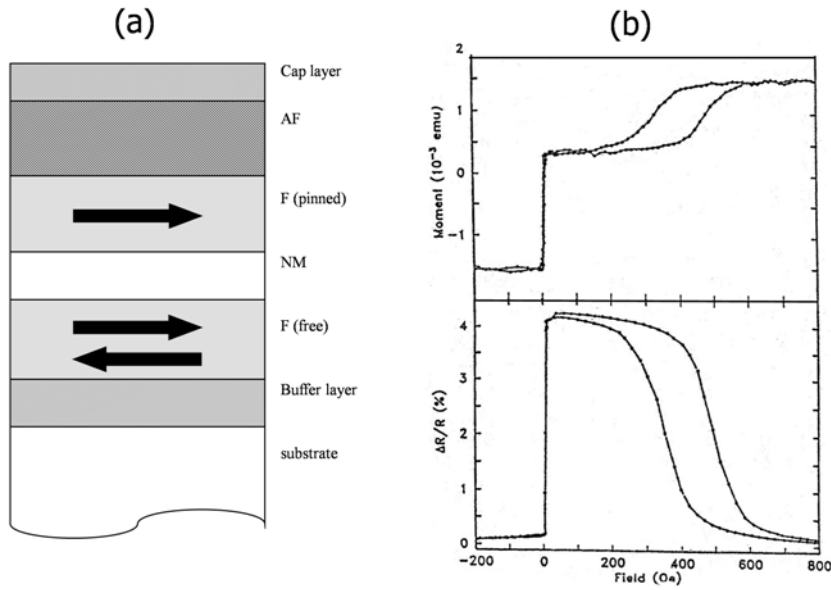 (a)
Cap layer
AF
F (pinned)
NM
F (free)
Buffer layer
substrate
(b)
2
1
0
-1
Moment (10⁻³ emu)
4
3
2
1
0
ΔR/R (%)
-200 0 200 400 600 800
Field (Oe)